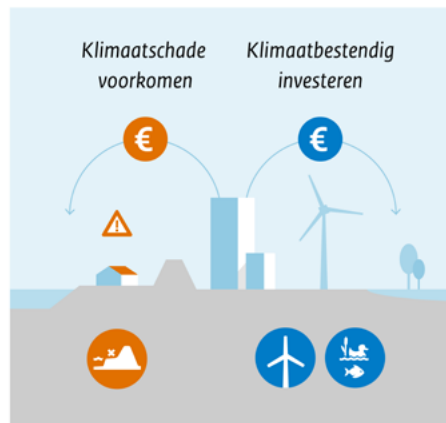 Klimaatschade
voorkomen
Klimaatbestendig
investeren
€
€